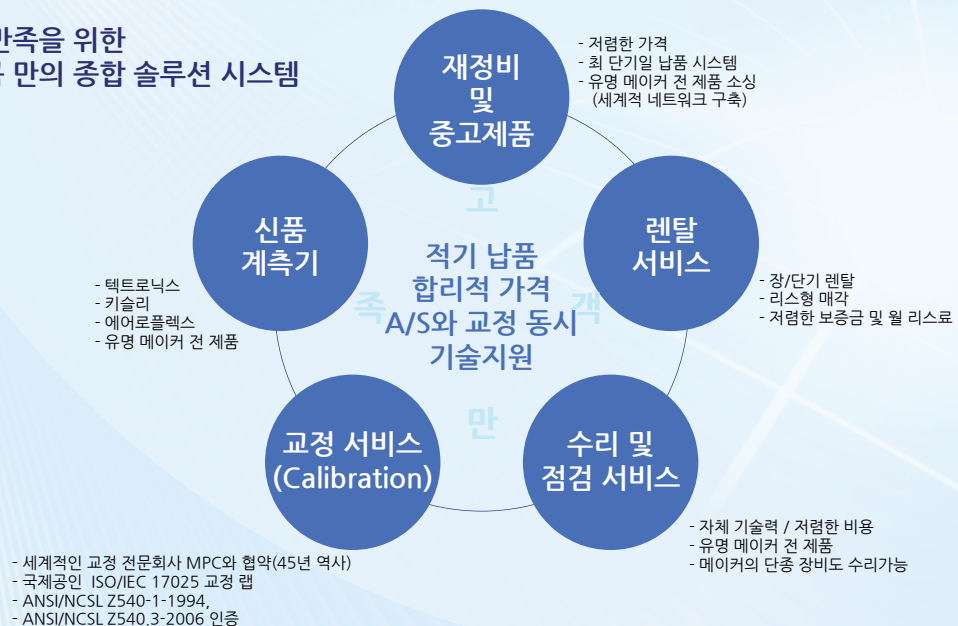 만족을 위한
만의 종합 솔루션 시스템
재정비
및
중고제품
- 저렴한 가격
- 최 단기일 납품 시스템
- 유명 메이커 전 제품 소싱
(세계적 네트워크 구축)
신품
계측기
- 텍트로닉스
- 키슬리
- 에어로플렉스
- 유명 메이커 전 제품
렌탈
서비스
- 장/단기 렌탈
- 리스형 매각
- 저렴한 보증금 및 월 리스료
고
객
만
족
적기 납품
합리적 가격
A/S와 교정 동시
기술지원
교정 서비스
(Calibration)
- 세계적인 교정 전문회사 MPC와 협약(45년 역사)
- 국제공인 ISO/IEC 17025 교정 랩
- ANSI/NCSL Z540-1-1994,
- ANSI/NCSL Z540.3-2006 인증
수리 및
점검 서비스
- 자체 기술력 / 저렴한 비용
- 유명 메이커 전 제품
- 메이커의 단종 장비도 수리가능